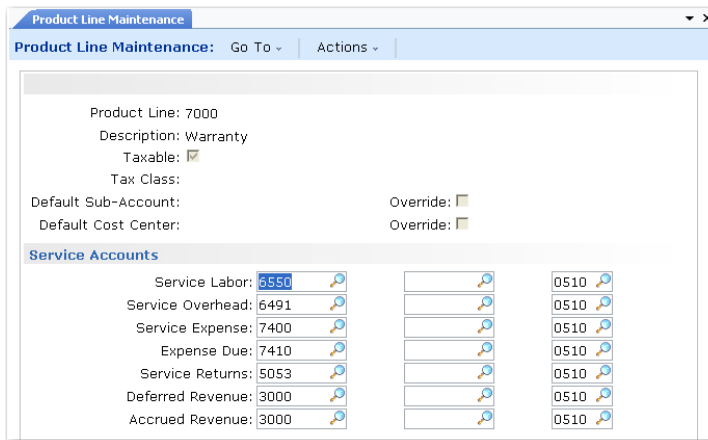 Product Line Maintenance
Product Line Maintenance: Go To Actions
Product Line: 7000
Description: Warranty
Taxable:
Tax Class:
Default Sub-Account: Override:
Default Cost Center: Override:
Service Accounts
Service Labor: 6550 0510
Service Overhead: 6491 0510
Service Expense: 7400 0510
Expense Due: 7410 0510
Service Returns: 5053 0510
Deferred Revenue: 3000 0510
Accrued Revenue: 3000 0510